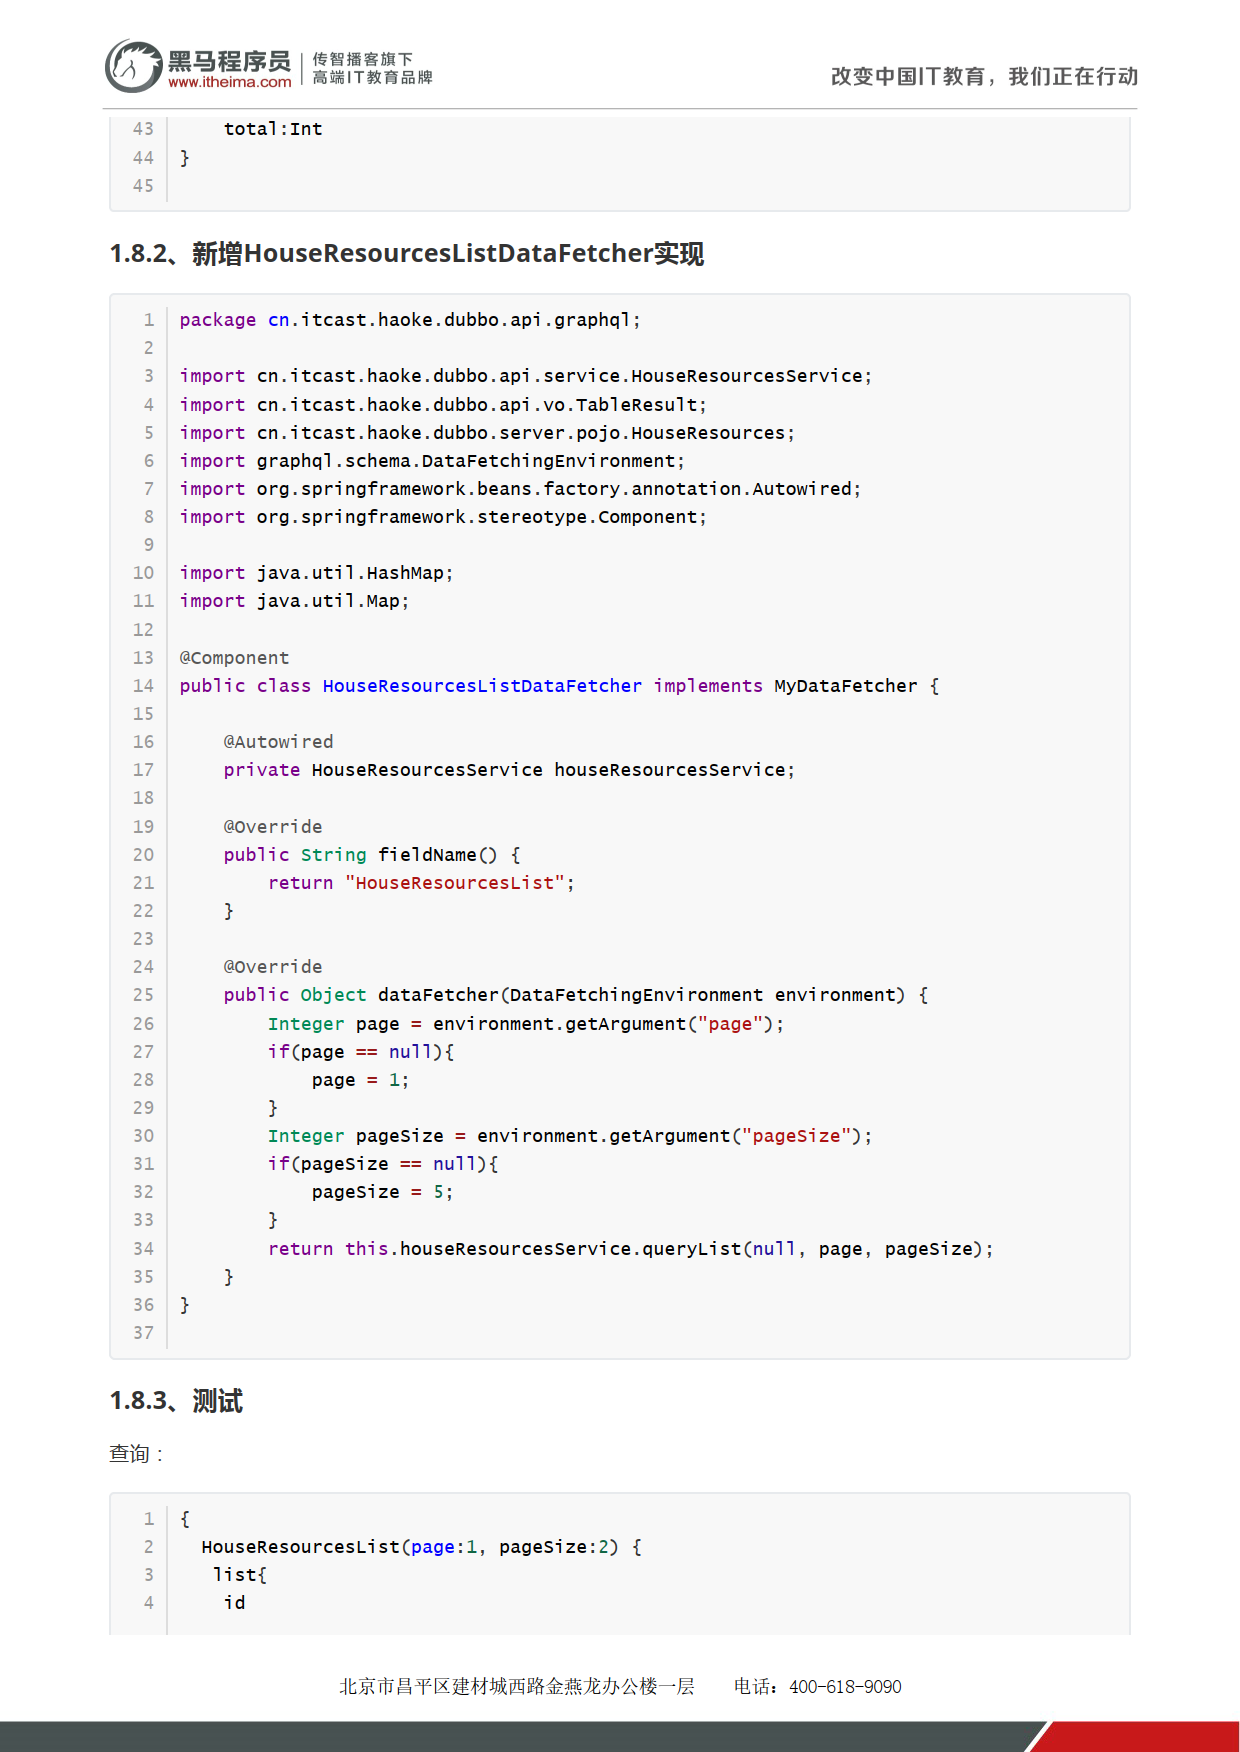 黑马程序员
www.itheima.com
传智播客旗下
高端IT教育品牌
改变中国IT教育，我们正在行动
43     total:Int
44 }
45
1.8.2、新增HouseResourcesListDataFetcher实现
1 package cn.itcast.haoke.dubbo.api.graphql;
2
3 import cn.itcast.haoke.dubbo.api.service.HouseResourcesService;
4 import cn.itcast.haoke.dubbo.api.vo.TableResult;
5 import cn.itcast.haoke.dubbo.server.pojo.HouseResources;
6 import graphql.schema.DataFetchingEnvironment;
7 import org.springframework.beans.factory.annotation.Autowired;
8 import org.springframework.stereotype.Component;
9
10 import java.util.HashMap;
11 import java.util.Map;
12
13 @Component
14 public class HouseResourcesListDataFetcher implements MyDataFetcher {
15
16     @Autowired
17     private HouseResourcesService houseResourcesService;
18
19     @Override
20     public String fieldName() {
21         return "HouseResourcesList";
22     }
23
24     @Override
25     public Object dataFetcher(DataFetchingEnvironment environment) {
26         Integer page = environment.getArgument("page");
27         if(page == null){
28             page = 1;
29         }
30         Integer pageSize = environment.getArgument("pageSize");
31         if(pageSize == null){
32             pageSize = 5;
33         }
34         return this.houseResourcesService.queryList(null, page, pageSize);
35     }
36 }
37
1.8.3、测试
查询：
1 {
2   HouseResourcesList(page:1, pageSize:2) {
3    list{
4     id
北京市昌平区建材城西路金燕龙办公楼一层 电话：400-618-9090